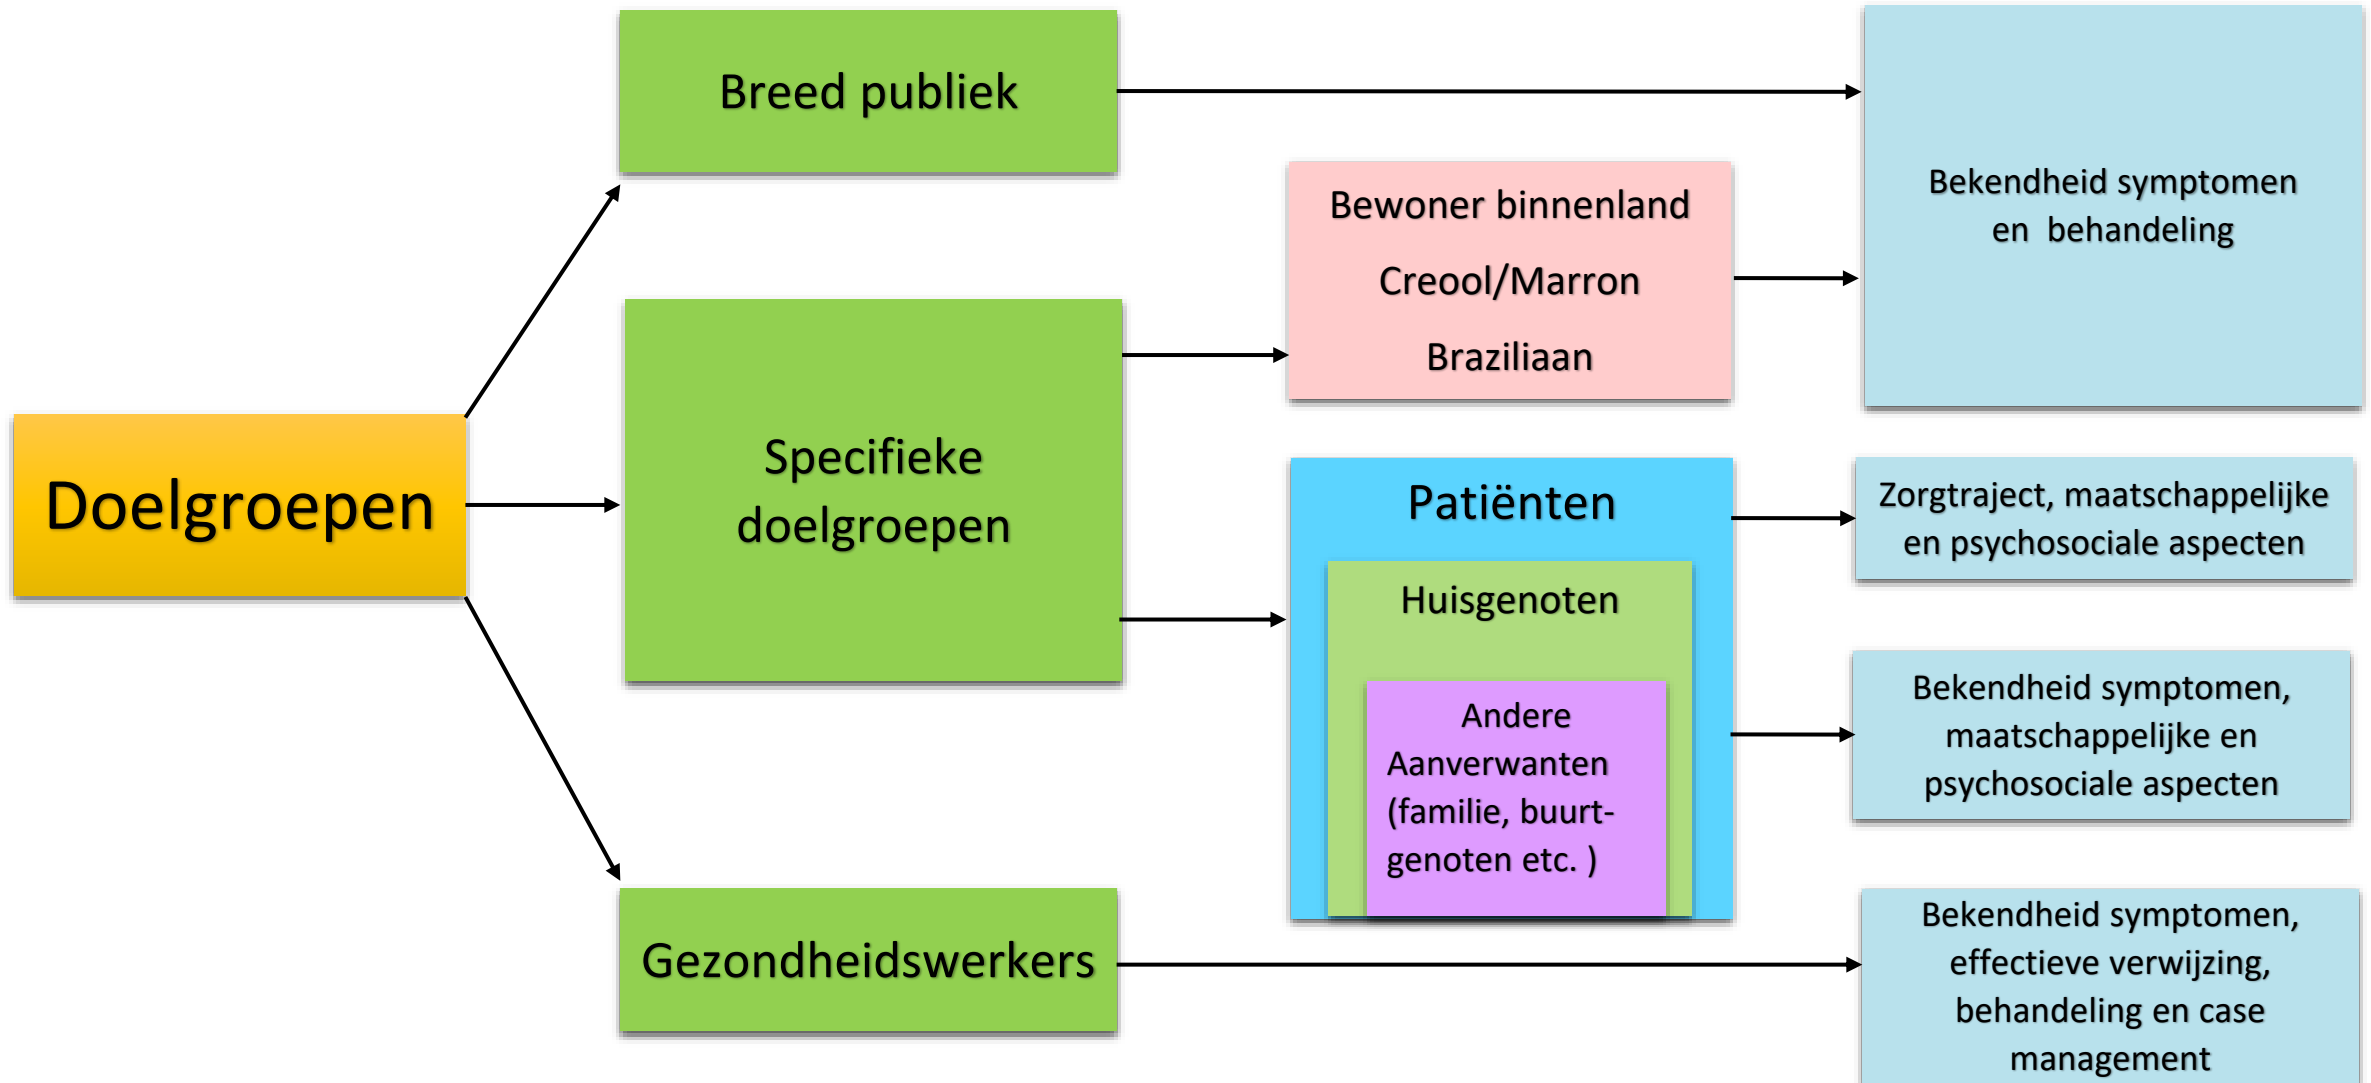 Doelgroepen
Breed publiek
Specifieke
doelgroepen
Gezondheidswerkers
Bewoner binnenland
Creool/Marron
Braziliaan
Patiënten
Huisgenoten
Andere
Aanverwanten
(familie, buurt-
genoten etc. )
Bekendheid symptomen
en  behandeling
Zorgtraject, maatschappelijke
en psychosociale aspecten
Bekendheid symptomen,
maatschappelijke en
psychosociale aspecten
Bekendheid symptomen,
effectieve verwijzing,
behandeling en case
management